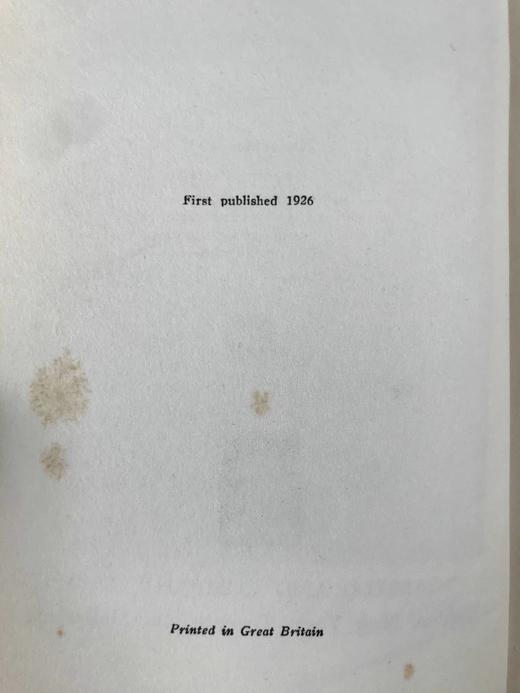 First published 1926
Printed in Great Britain